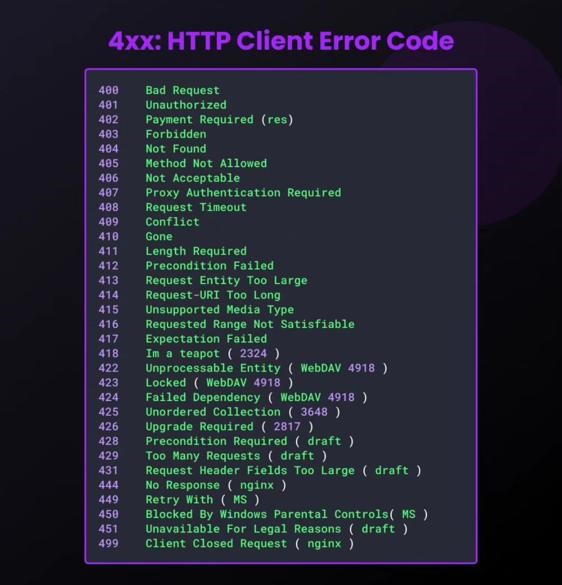 4xx: HTTP Client Error Code
400 Bad Request
401 Unauthorized
402 Payment Required (res)
403 Forbidden
404 Not Found
405 Method Not Allowed
406 Not Acceptable
407 Proxy Authentication Required
408 Request Timeout
409 Conflict
410 Gone
411 Length Required
412 Precondition Failed
413 Request Entity Too Large
414 Request-URI Too Long
415 Unsupported Media Type
416 Requested Range Not Satisfiable
417 Expectation Failed
418 Im a teapot ( 2324 )
422 Unprocessable Entity ( WebDAV 4918 )
423 Locked ( WebDAV 4918 )
424 Failed Dependency ( WebDAV 4918 )
425 Unordered Collection ( 3648 )
426 Upgrade Required ( 2817 )
428 Precondition Required ( draft )
429 Too Many Requests ( draft )
431 Request Header Fields Too Large ( draft )
444 No Response ( nginx )
449 Retry With ( MS )
450 Blocked By Windows Parental Controls( MS )
451 Unavailable For Legal Reasons ( draft )
499 Client Closed Request ( nginx )